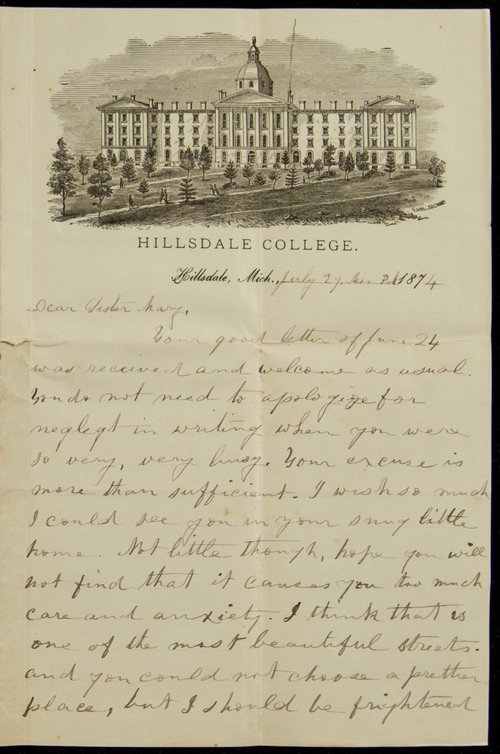 HILLSDALE COLLEGE.
Hillsdale, Mich., July 27 1874
Dear Sister Mary,
Your good letter of June 24
was received and welcome as usual.
You do not need to apologize for
neglegt in writing when you were
so very, very busy. Your excuse is
more than sufficient. I wish so much
I could see you in your snug little
home. Not little though, hope you will
not find that it causes you too much
care and anxiety. I think that is
one of the most beautiful streets.
and you could not choose a prettier
place, but I should be frightened